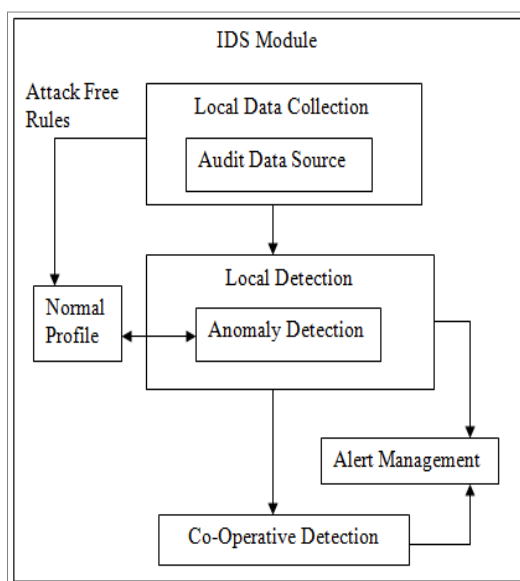 IDS Module
Attack Free
Rules
Local Data Collection
Audit Data Source
Local Detection
Normal
Profile
Anomaly Detection
Alert Management
Co-Operative Detection